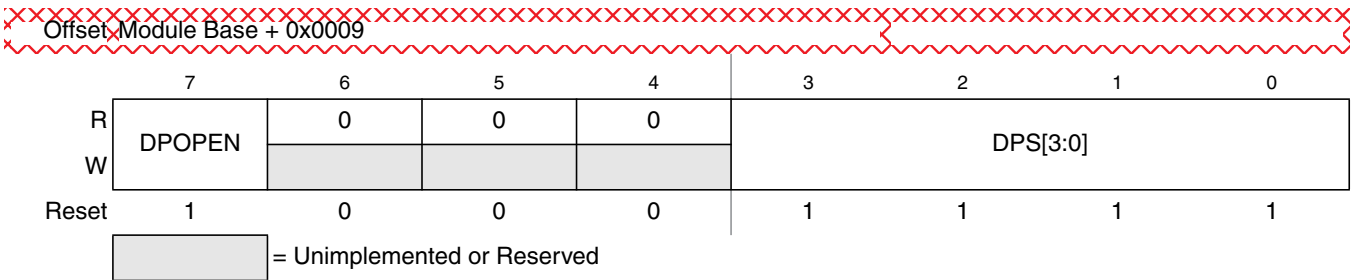 Offset Module Base + 0x0009
7 6 5 4 3 2 1 0
R DPOPEN 0 0 0 DPS[3:0]
W
Reset 1 0 0 0 1 1 1 1
= Unimplemented or Reserved